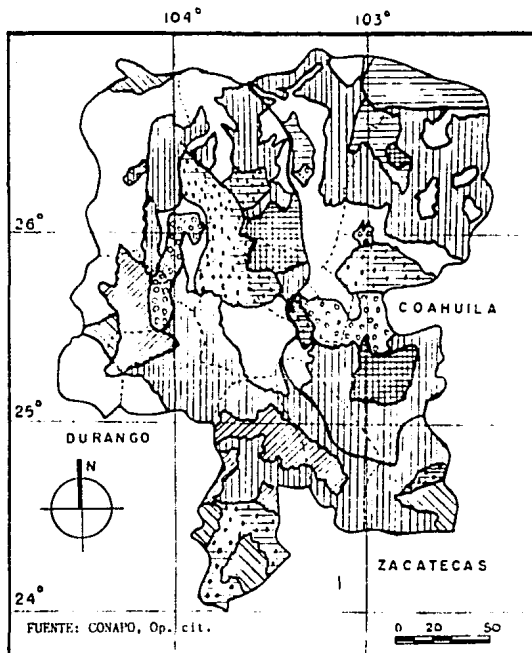 104° 103°
26°
COAHUILA
25°
DURANGO
N
ZACATECAS
24°
FUENTE: CONAPO, Op. cit.
0 20 50